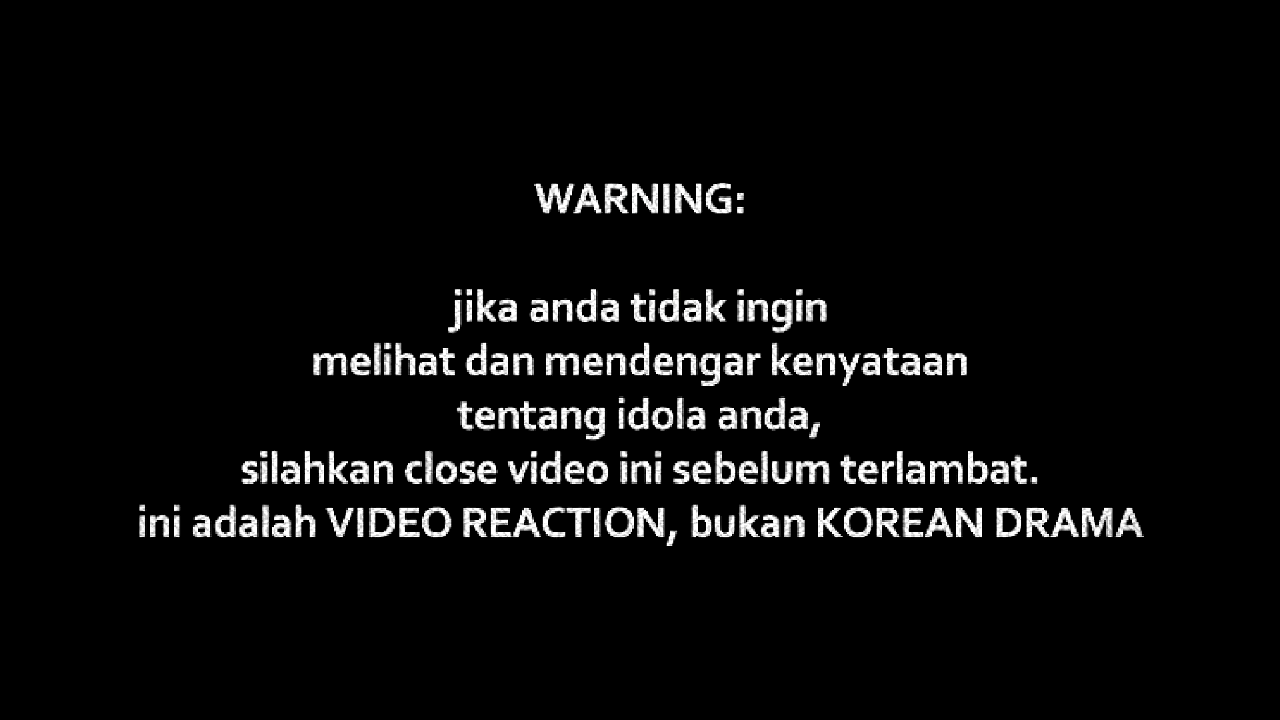 WARNING:
jika anda tidak ingin
melihat dan mendengar kenyataan
tentang idola anda,
silahkan close video ini sebelum terlambat.
ini adalah VIDEO REACTION, bukan KOREAN DRAMA